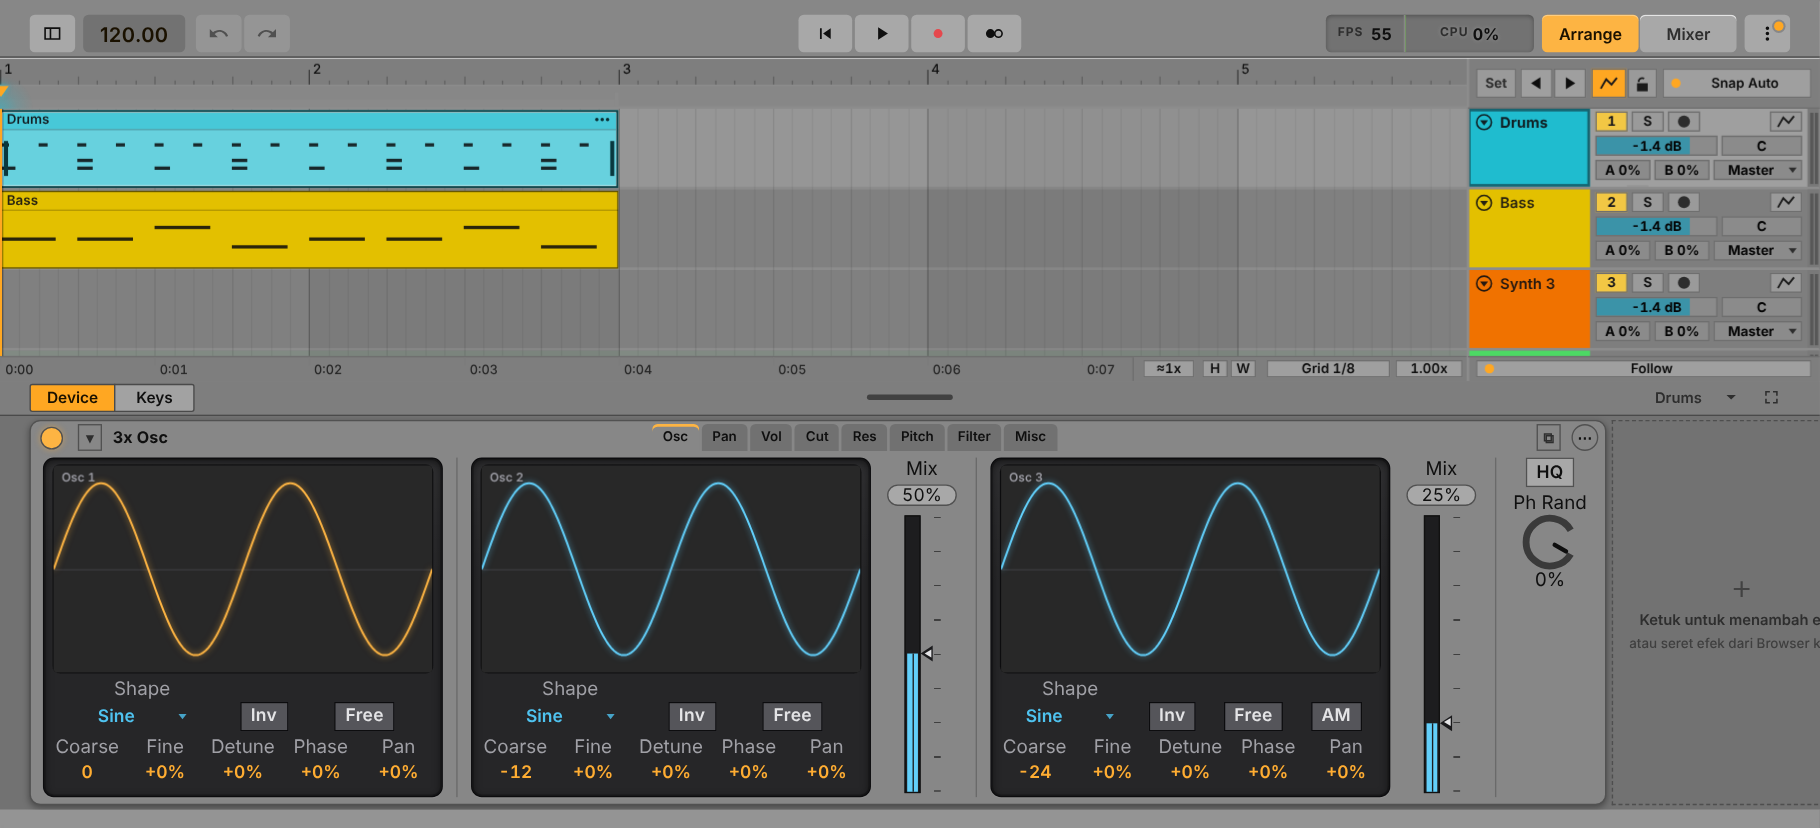 120.00
FPS 55
CPU 0%
Arrange
Mixer
1 2 3 4 5
Set
Snap Auto
Drums
Bass
Drums
1 S
-1.4 dB C
A 0% B 0% Master
Bass
2 S
-1.4 dB C
A 0% B 0% Master
Synth 3
3 S
-1.4 dB C
A 0% B 0% Master
0:00 0:01 0:02 0:03 0:04 0:05 0:06 0:07
≈1x H W Grid 1/8 1.00x
Follow
Device Keys
Drums
3x Osc
Osc Pan Vol Cut Res Pitch Filter Misc
Osc 1
Shape
Sine Inv Free
Coarse Fine Detune Phase Pan
0 +0% +0% +0% +0%
Osc 2
Shape
Sine Inv Free
Coarse Fine Detune Phase Pan
-12 +0% +0% +0% +0%
Mix
50%
Osc 3
Shape
Sine Inv Free AM
Coarse Fine Detune Phase Pan
-24 +0% +0% +0% +0%
Mix
25%
HQ
Ph Rand
0%
Ketuk untuk menambah e
atau seret efek dari Browser k